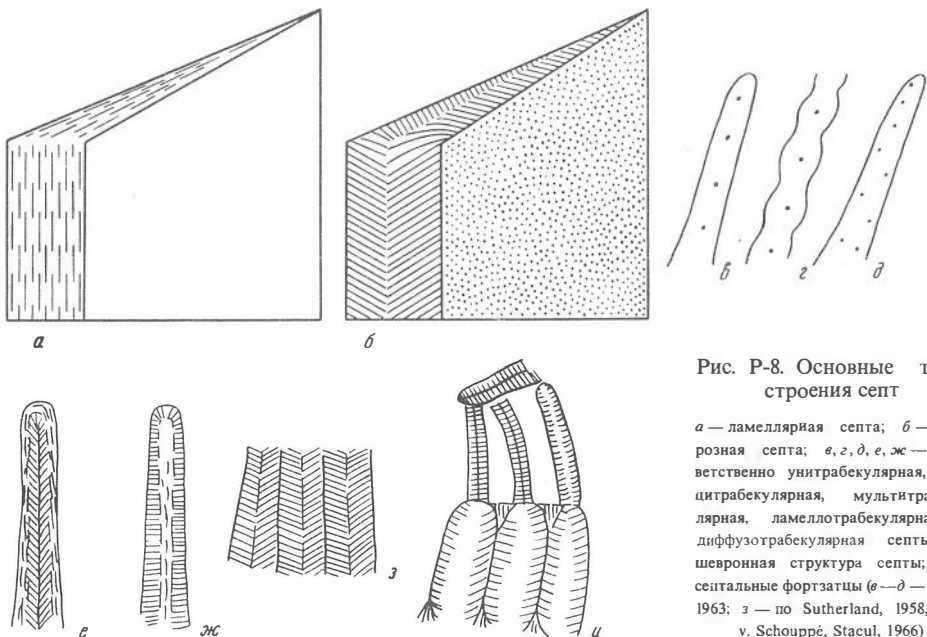 а
б
в
г
д
е
ж
з
и
Рис. Р-8. Основные т
строения септ
а — ламеллярная септа; б —
розная септа; в, г, д, е, ж —
ветственно унитрабекулярная,
цитрабекулярная, мультитра
лярная, ламеллотрабекулярна
диффузотрабекулярная септы
шевронная структура септы;
септальные фортзатцы (в—д —
1963; з — по Sutherland, 1958,
v. Schouppé, Stacul, 1966)